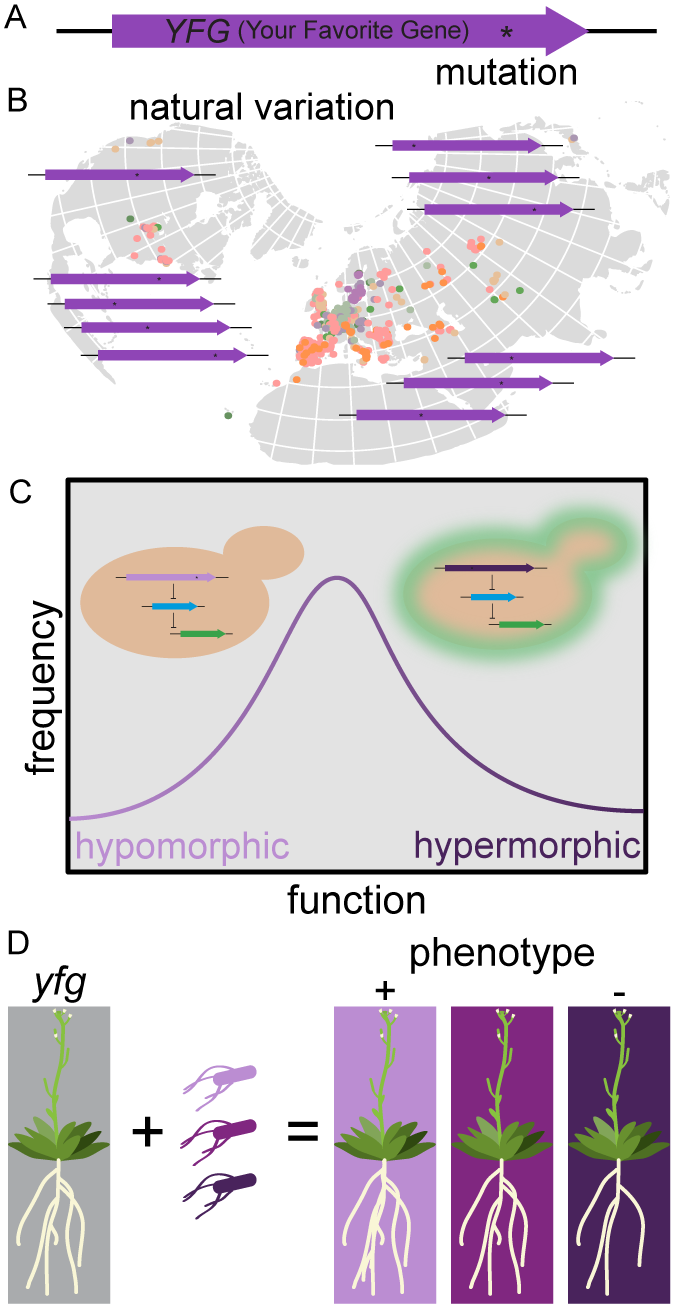 A
YFG (Your Favorite Gene) *
mutation
B
natural variation
C
frequency
hypomorphic
hypermorphic
function
D
phenotype
yfg
+ -
+ =